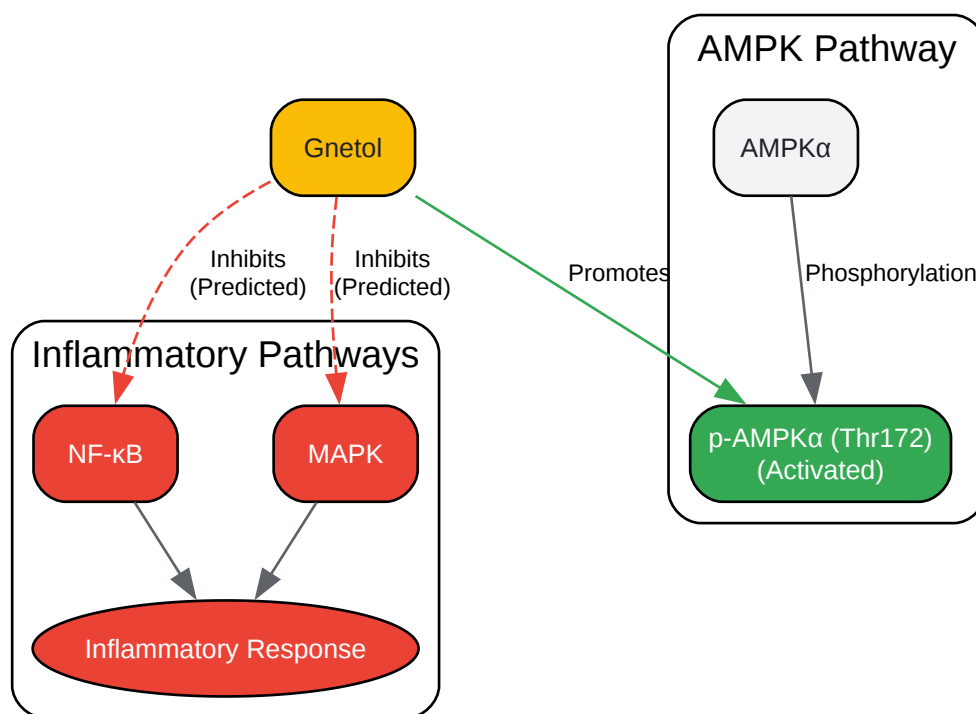 AMPK Pathway
Gnetol
AMPKα
Inhibits
(Predicted)
Inhibits
(Predicted)
Promotes
Phosphorylation
Inflammatory Pathways
NF-κB
MAPK
p-AMPKα (Thr172)
(Activated)
Inflammatory Response